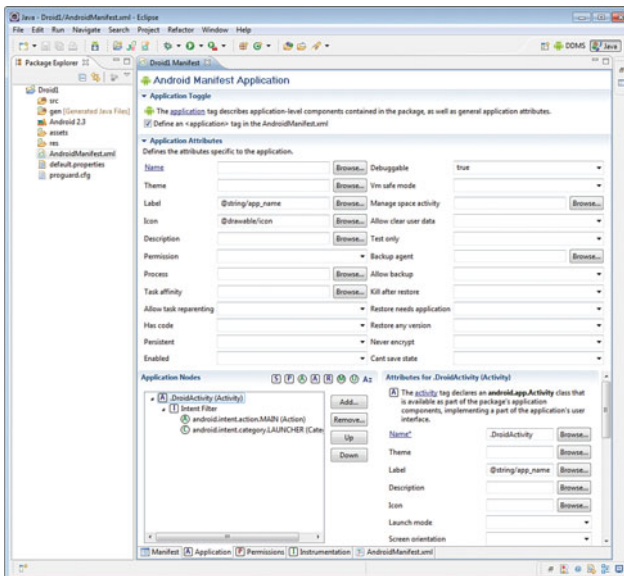 Java - Droid1/AndroidManifest.xml - Eclipse
File Edit Run Navigate Search Project Refactor Window Help
DDMS Java
Package Explorer
Droid1 Manifest
Droid1
src
gen [Generated Java Files]
Android 2.3
assets
res
AndroidManifest.xml
default.properties
proguard.cfg
Android Manifest Application
Application Toggle
The application tag describes application-level components contained in the package, as well as general application attributes.
Define an <application> tag in the AndroidManifest.xml
Application Attributes
Defines the attributes specific to the application.
Name Browse... Debuggable true
Theme Browse... Vm safe mode
Label @string/app_name Browse... Manage space activity Browse...
Icon @drawable/icon Browse... Allow clear user data
Description Browse... Test only
Permission Backup agent Browse...
Process Browse... Allow backup
Task affinity Browse... Kill after restore
Allow task reparenting Restore needs application
Has code Restore any version
Persistent Never encrypt
Enabled Cant save state
Application Nodes S P A A R M U Az
.DroidActivity (Activity)
Intent Filter
android.intent.action.MAIN (Action)
android.intent.category.LAUNCHER (Cate
Add...
Remove...
Up
Down
Attributes for .DroidActivity (Activity)
The activity tag declares an android.app.Activity class that
is available as part of the package's application
components, implementing a part of the application's user
interface.
Name* .DroidActivity Browse...
Theme Browse...
Label @string/app_name Browse...
Description Browse...
Icon Browse...
Launch mode
Screen orientation
Manifest A Application P Permissions I Instrumentation AndroidManifest.xml